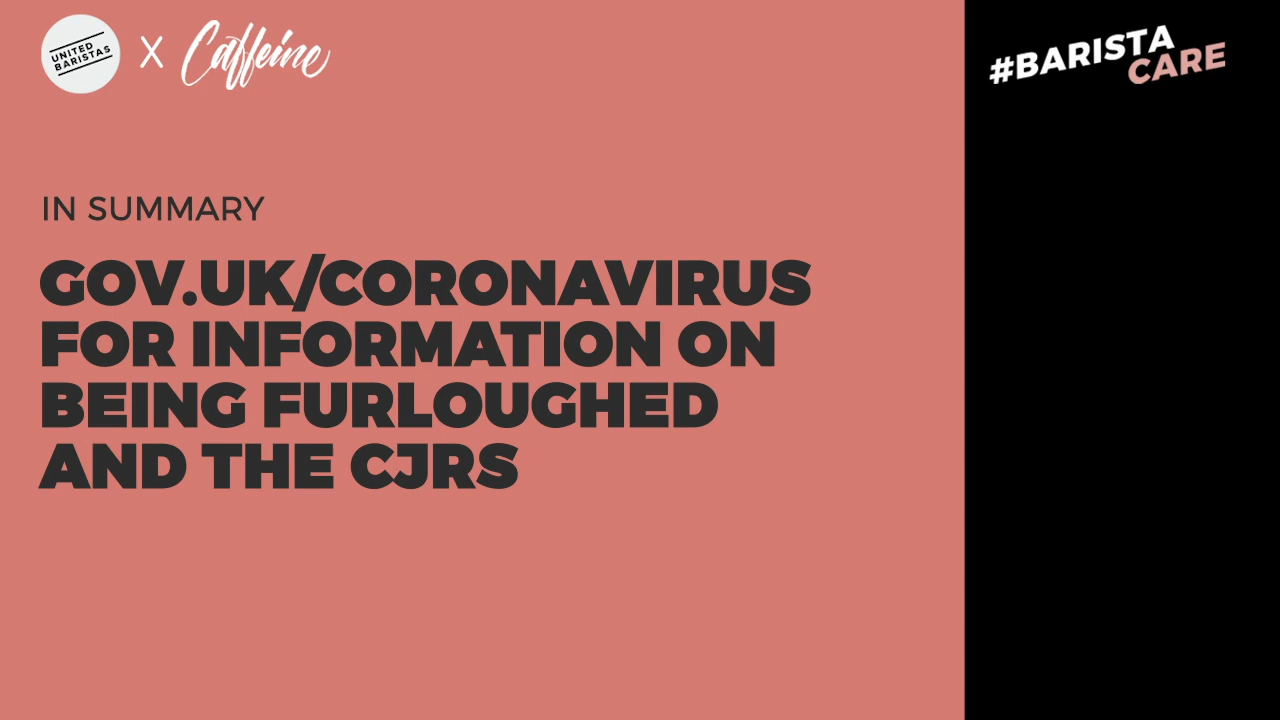 UNITED
BARISTAS
X
Caffeine
#BARISTA
CARE
IN SUMMARY
GOV.UK/CORONAVIRUS
FOR INFORMATION ON
BEING FURLOUGHED
AND THE CJRS